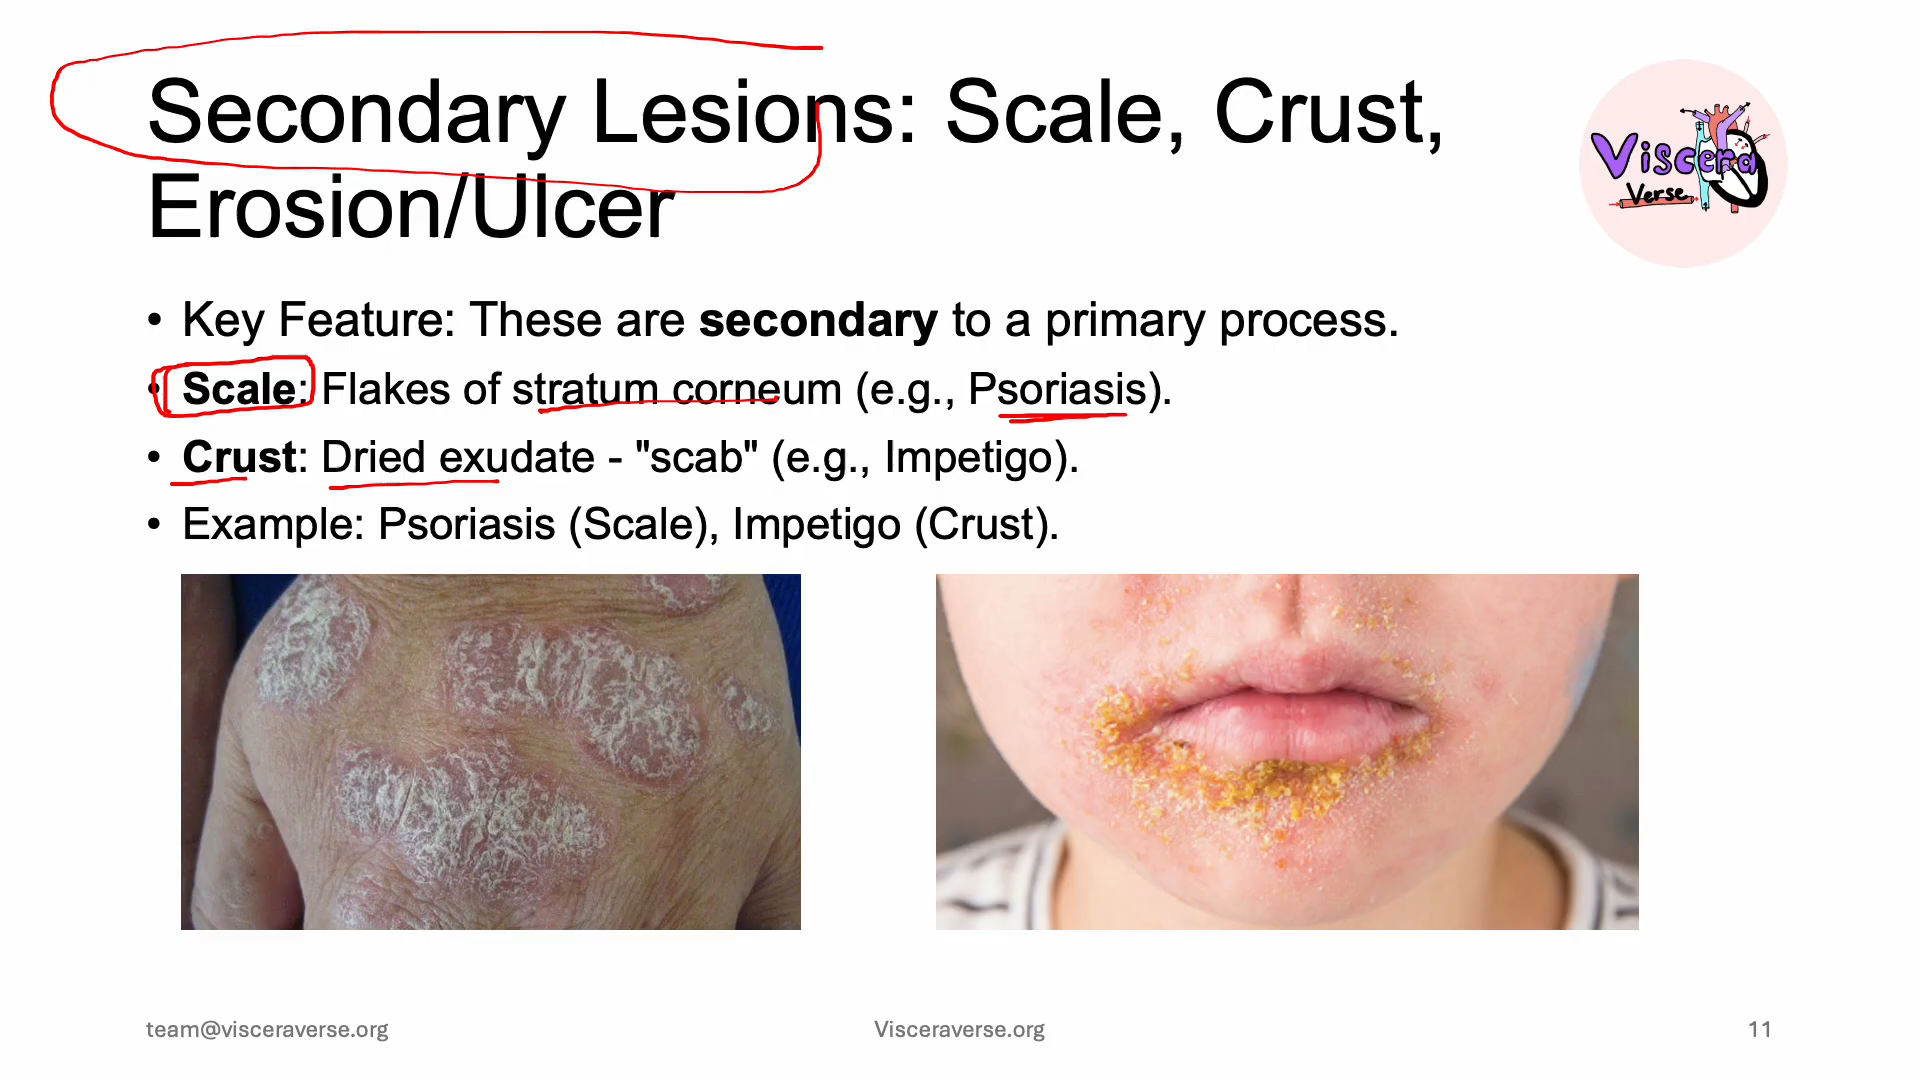 Secondary Lesions: Scale, Crust,
Erosion/Ulcer
Viscera
Verse
• Key Feature: These are secondary to a primary process.
• Scale: Flakes of stratum corneum (e.g., Psoriasis).
• Crust: Dried exudate - "scab" (e.g., Impetigo).
• Example: Psoriasis (Scale), Impetigo (Crust).
team@visceraverse.org
Visceraverse.org
11